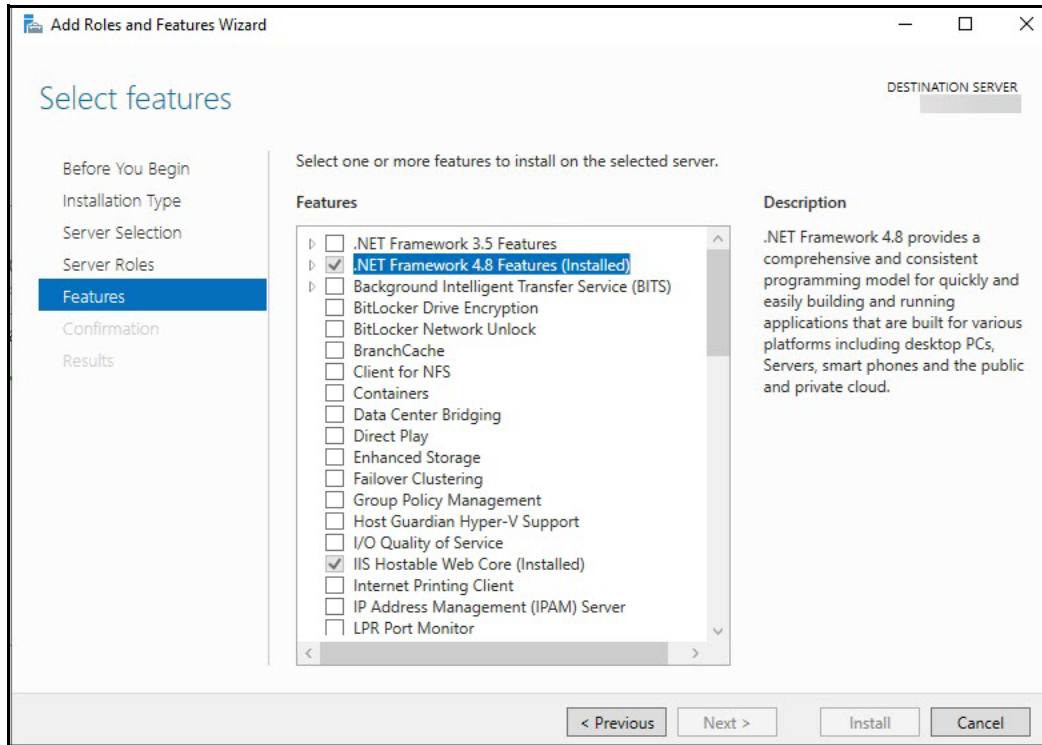 Add Roles and Features Wizard
Select features
DESTINATION SERVER
Before You Begin
Installation Type
Server Selection
Server Roles
Features
Confirmation
Results
Select one or more features to install on the selected server.
Features
.NET Framework 3.5 Features
.NET Framework 4.8 Features (Installed)
Background Intelligent Transfer Service (BITS)
BitLocker Drive Encryption
BitLocker Network Unlock
BranchCache
Client for NFS
Containers
Data Center Bridging
Direct Play
Enhanced Storage
Failover Clustering
Group Policy Management
Host Guardian Hyper-V Support
I/O Quality of Service
IIS Hostable Web Core (Installed)
Internet Printing Client
IP Address Management (IPAM) Server
LPR Port Monitor
Description
.NET Framework 4.8 provides a
comprehensive and consistent
programming model for quickly and
easily building and running
applications that are built for various
platforms including desktop PCs,
Servers, smart phones and the public
and private cloud.
< Previous
Next >
Install
Cancel